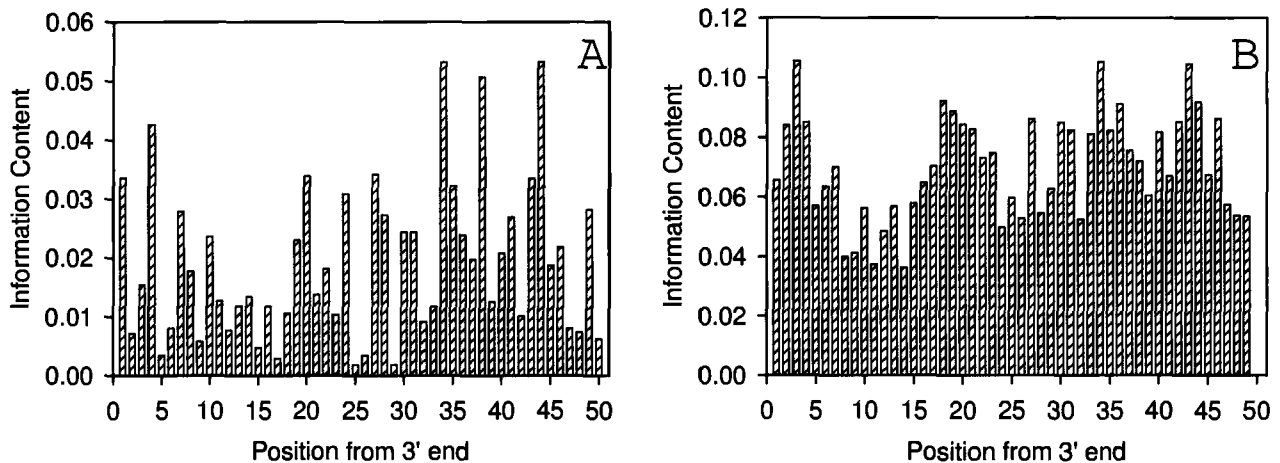 A
Information Content
0.06
0.05
0.04
0.03
0.02
0.01
0.00
0 5 10 15 20 25 30 35 40 45 50
Position from 3' end
B
Information Content
0.12
0.10
0.08
0.06
0.04
0.02
0.00
0 5 10 15 20 25 30 35 40 45 50
Position from 3' end